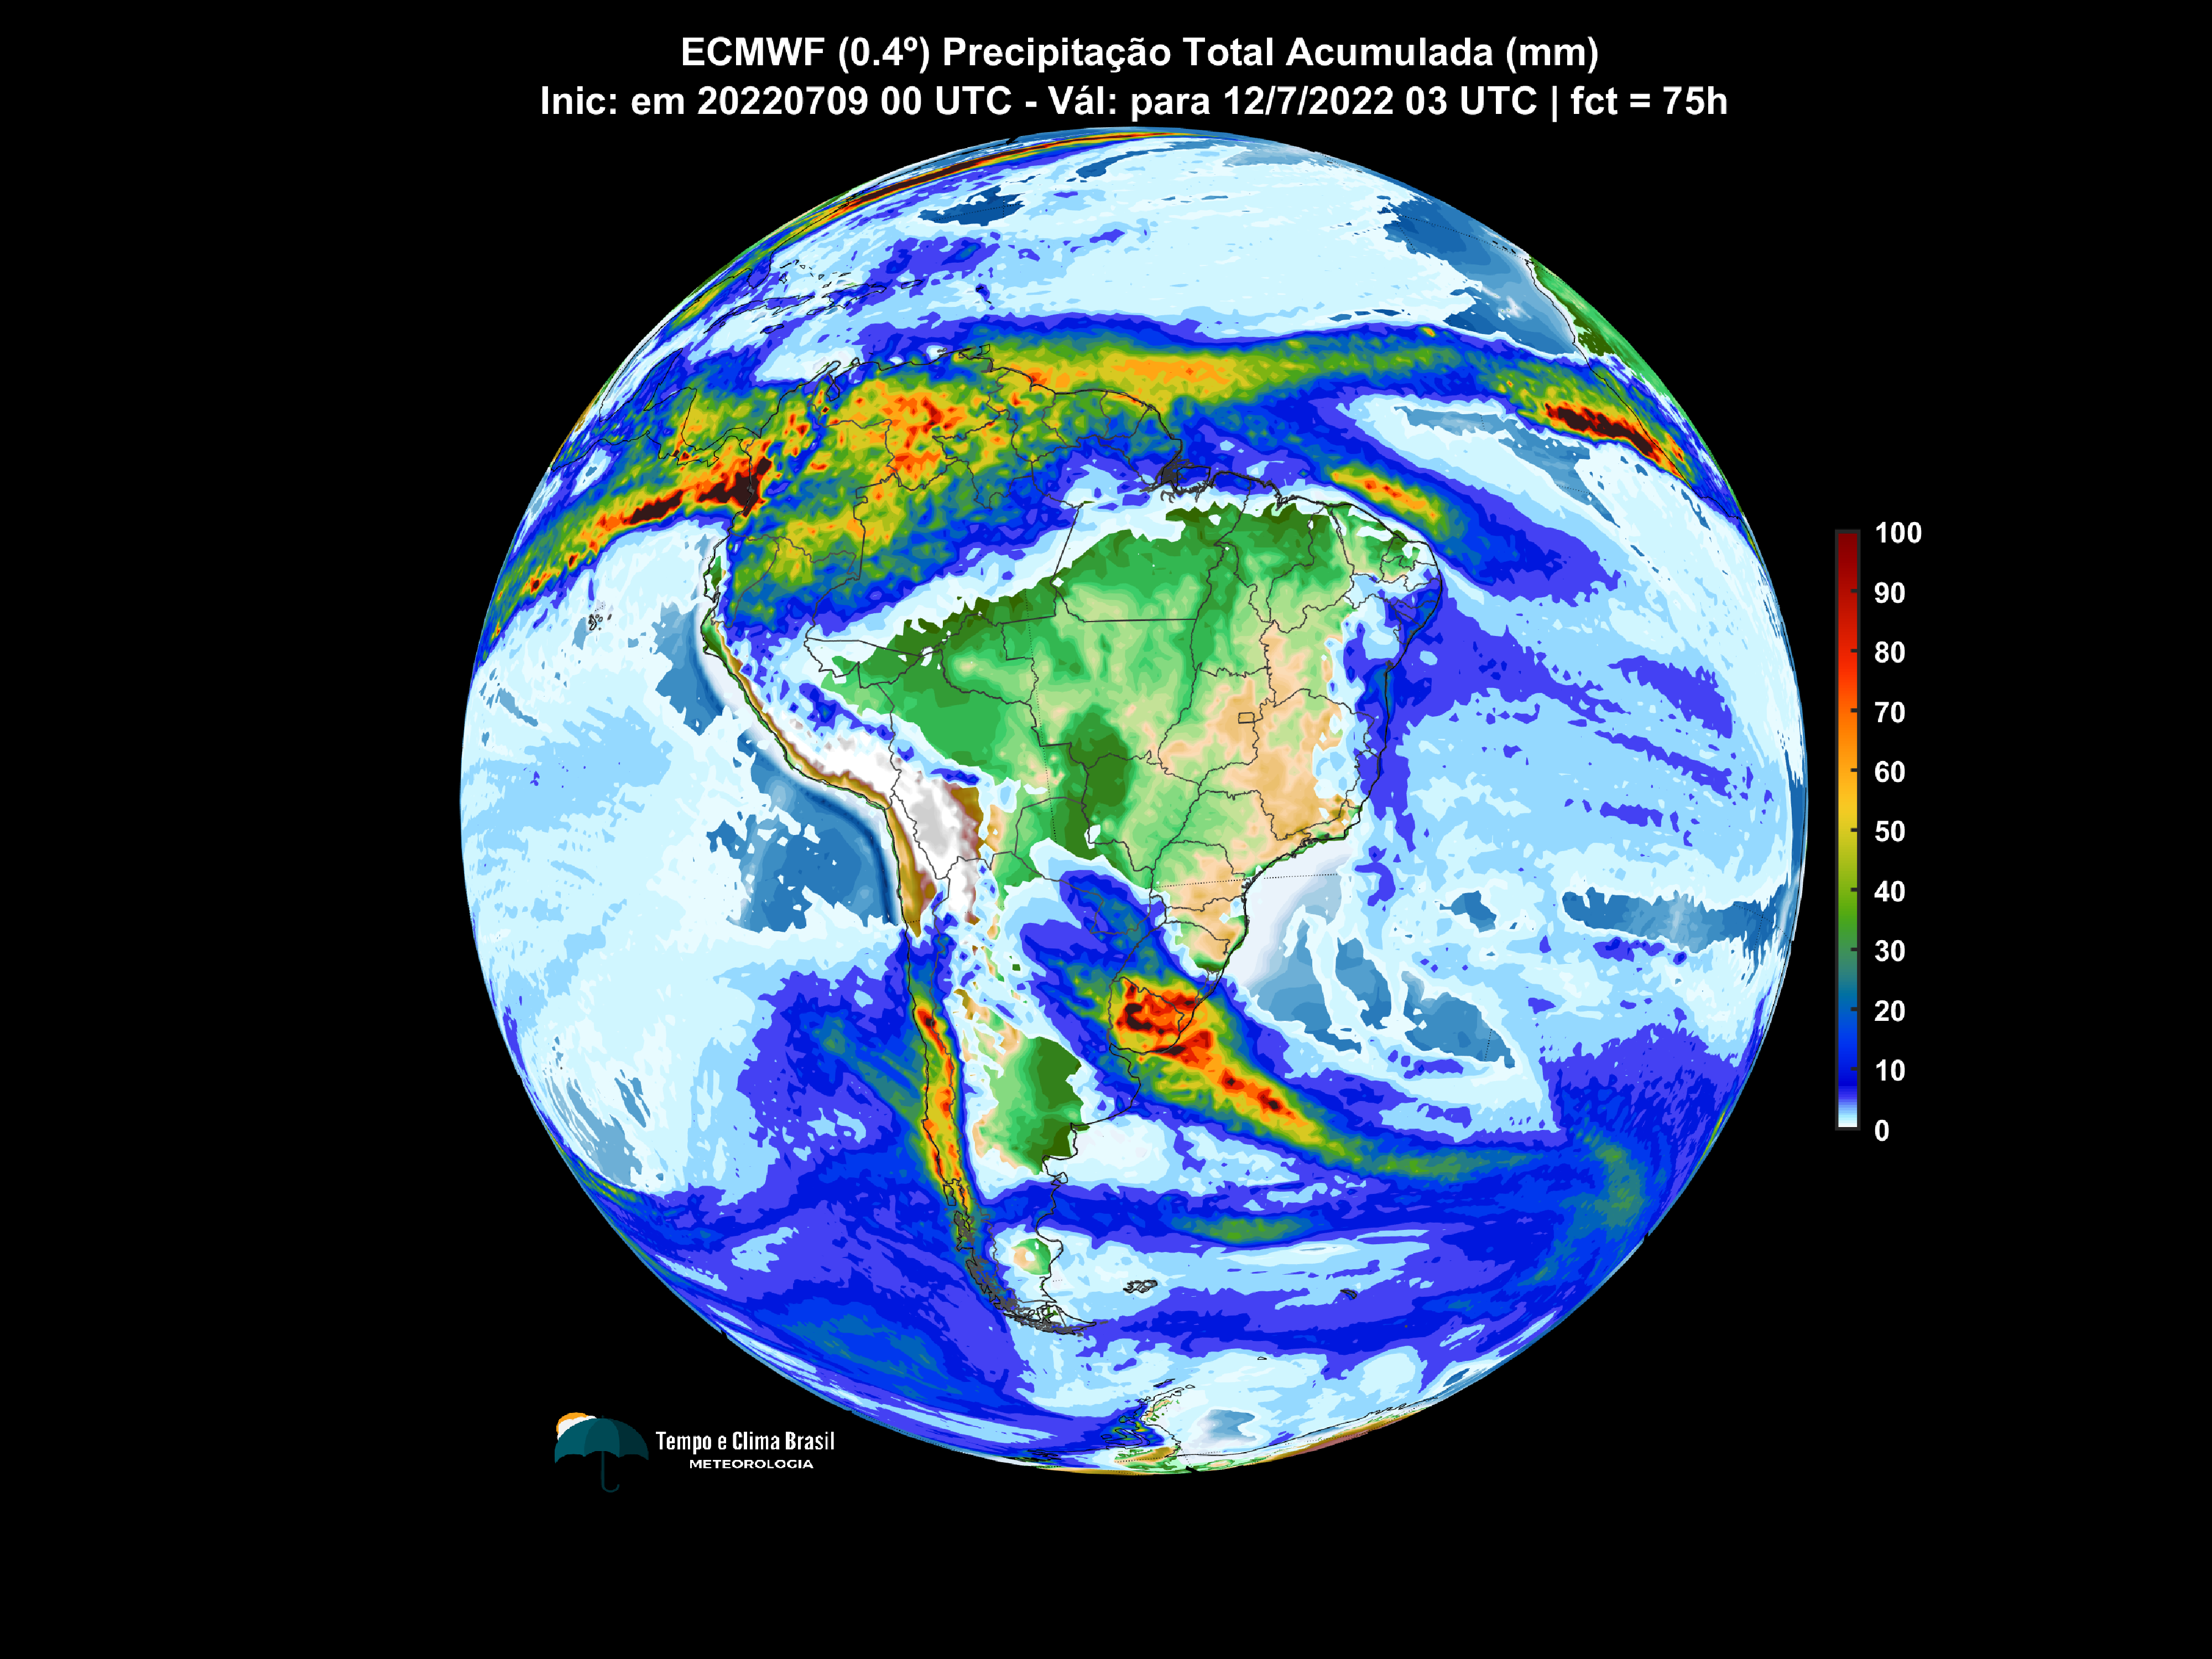 ECMWF (0.4º) Precipitação Total Acumulada (mm)
Inic: em 20220709 00 UTC - Vál: para 12/7/2022 03 UTC | fct = 75h
100
90
80
70
60
50
40
30
20
10
0
Tempo e Clima Brasil
METEOROLOGIA